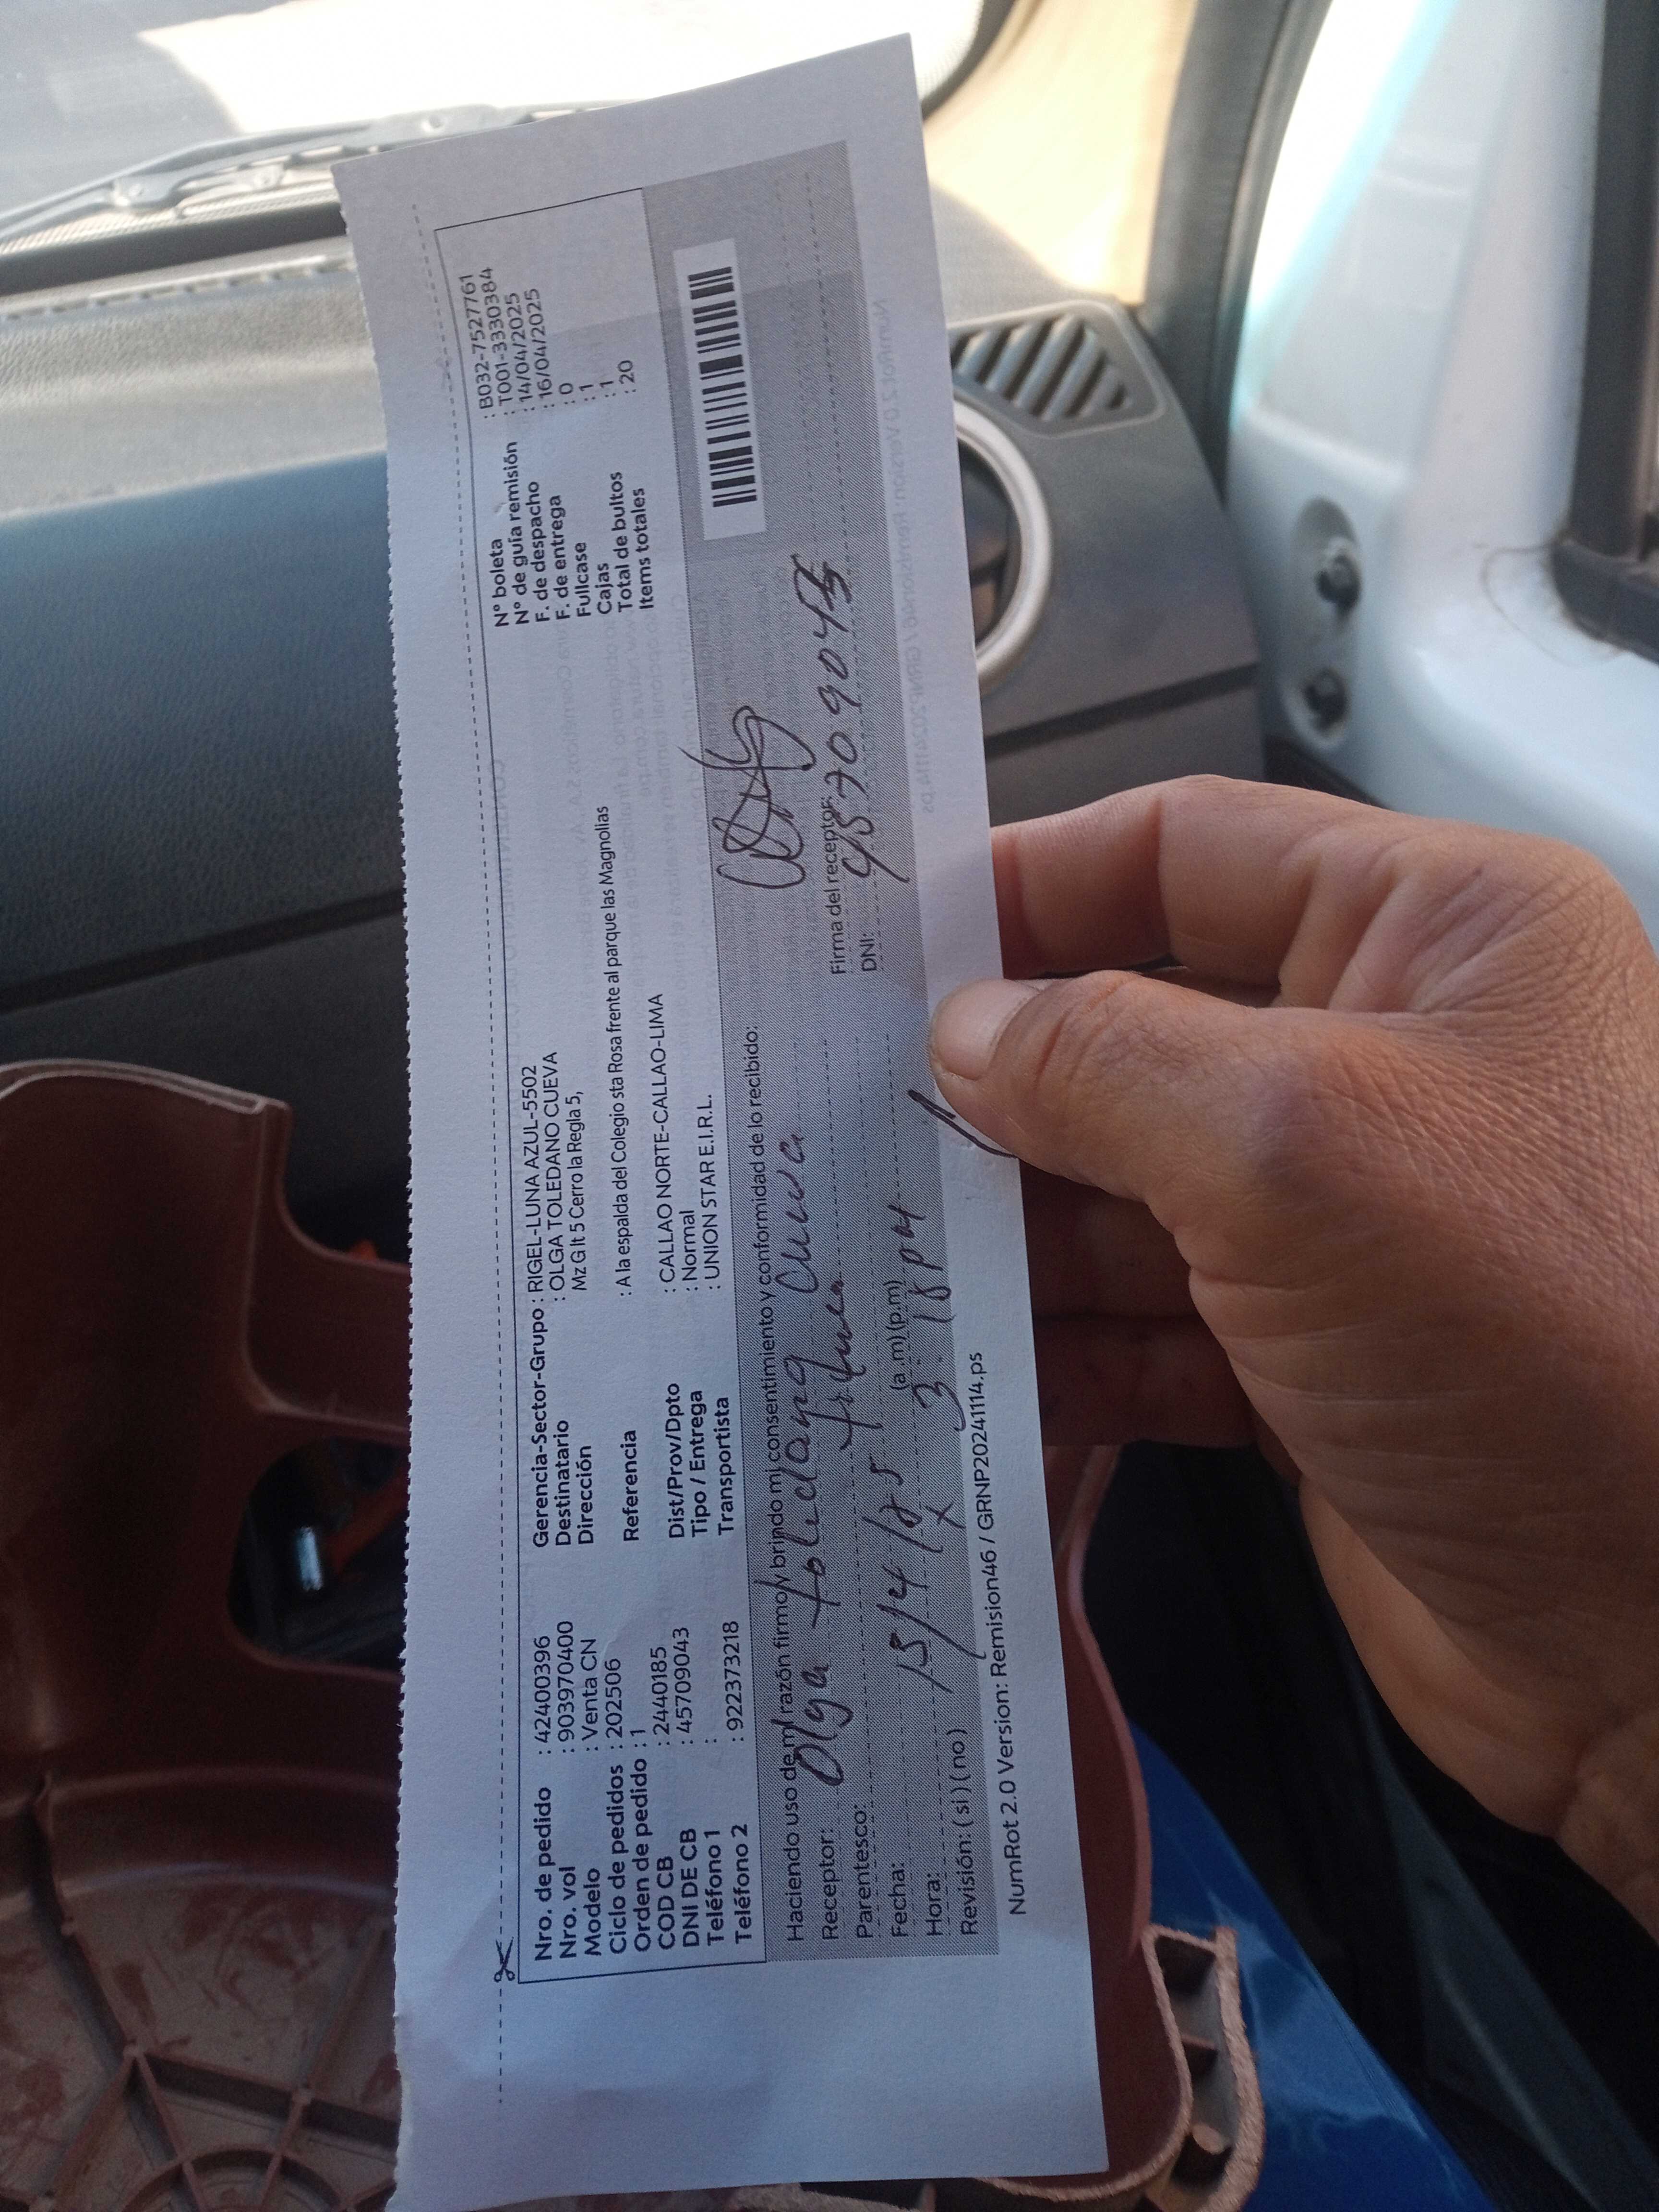 Nro. de pedido : 42400396
Nro. vol : 903970400
Modelo : Venta CN
Ciclo de pedidos : 202506
Orden de pedido : 1
COD CB : 2440185
DNI DE CB : 45709043
Teléfono 1 :
Teléfono 2 : 922373218
Gerencia-Sector-Grupo : RIGEL-LUNA AZUL-5502
Destinatario : OLGA TOLEDANO CUEVA
Dirección Mz G lt 5 Cerro la Regla 5,
Referencia : A la espalda del Colegio sta Rosa frente al parque las Magnolias
Dist/Prov/Dpto : CALLAO NORTE-CALLAO-LIMA
Tipo / Entrega : Normal
Transportista : UNION STAR E.I.R.L.
N° boleta : B032-7527761
N° de guía remisión : T001-3330384
F. de despacho : 14/04/2025
F. de entrega : 16/04/2025
Fullcase : 0
Cajas : 1
Total de bultos : 1
Items totales : 20
Haciendo uso de mi razón firmo y brindo mi consentimiento y conformidad de lo recibido:
Receptor: Olga toledano Cueva
Parentesco: titular
Fecha: 15/4/25
Hora: (a.m) (p.m) 3:18 pm
Revisión: ( si ) ( no ) X
Firma del receptor:
DNI: 45709043
NumRot 2.0 Version: Remision46 / GRNP20241114.ps